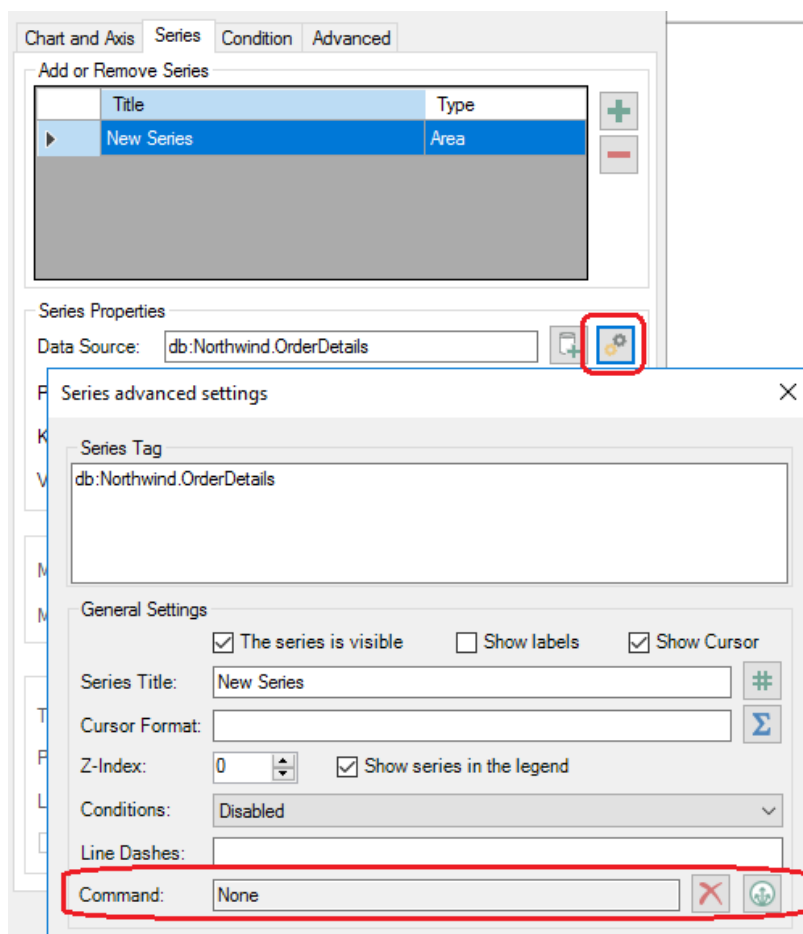 Chart and Axis Series Condition Advanced
Add or Remove Series
Title Type
New Series Area
Series Properties
Data Source: db:Northwind.OrderDetails
Series advanced settings
Series Tag
db:Northwind.OrderDetails
General Settings
The series is visible Show labels Show Cursor
Series Title: New Series #
Cursor Format: Σ
Z-Index: 0 Show series in the legend
Conditions: Disabled
Line Dashes:
Command: None